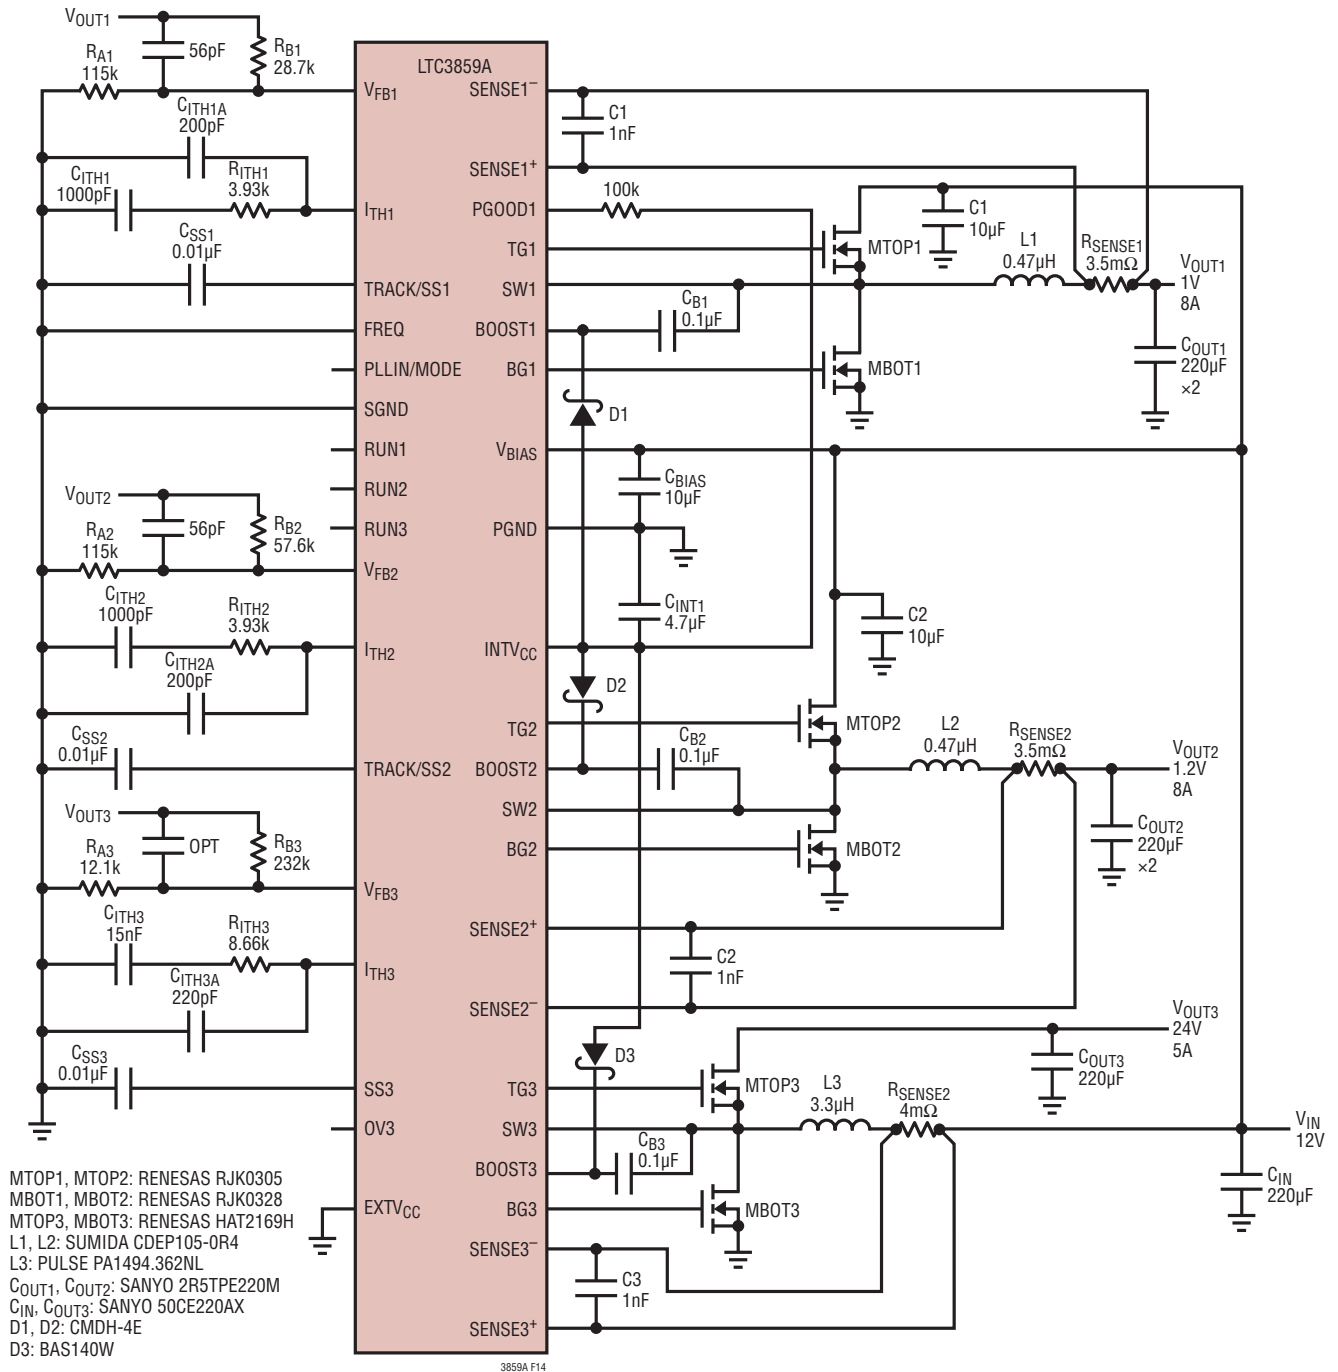 VOUT1
RA1
115k
56pF
RB1
28.7k
CITH1A
200pF
CITH1
1000pF
RITH1
3.93k
CSS1
0.01µF
VOUT2
RA2
115k
56pF
RB2
57.6k
CITH2
1000pF
RITH2
3.93k
CITH2A
200pF
CSS2
0.01µF
VOUT3
RA3
12.1k
OPT
RB3
232k
CITH3
15nF
RITH3
8.66k
CITH3A
220pF
CSS3
0.01µF
LTC3859A
VFB1
ITH1
TRACK/SS1
FREQ
PLLIN/MODE
SGND
RUN1
RUN2
RUN3
VFB2
ITH2
TRACK/SS2
VFB3
ITH3
SS3
OV3
EXTVCC
SENSE1–
SENSE1+
PGOOD1
TG1
SW1
BOOST1
BG1
VBIAS
PGND
INTVCC
TG2
BOOST2
SW2
BG2
SENSE2+
SENSE2–
TG3
SW3
BOOST3
BG3
SENSE3–
SENSE3+
C1
1nF
100k
MTOP1
C1
10µF
L1
0.47µH
RSENSE1
3.5mΩ
VOUT1
1V
8A
CB1
0.1µF
MBOT1
COUT1
220µF
×2
D1
CBIAS
10µF
CINT1
4.7µF
C2
10µF
D2
MTOP2
L2
0.47µH
RSENSE2
3.5mΩ
VOUT2
1.2V
8A
CB2
0.1µF
MBOT2
COUT2
220µF
×2
C2
1nF
VOUT3
24V
5A
D3
MTOP3
L3
3.3µH
RSENSE2
4mΩ
COUT3
220µF
VIN
12V
CB3
0.1µF
MBOT3
CIN
220µF
C3
1nF
MTOP1, MTOP2: RENESAS RJK0305
MBOT1, MBOT2: RENESAS RJK0328
MTOP3, MBOT3: RENESAS HAT2169H
L1, L2: SUMIDA CDEP105-0R4
L3: PULSE PA1494.362NL
COUT1, COUT2: SANYO 2R5TPE220M
CIN, COUT3: SANYO 50CE220AX
D1, D2: CMDH-4E
D3: BAS140W
3859A F14